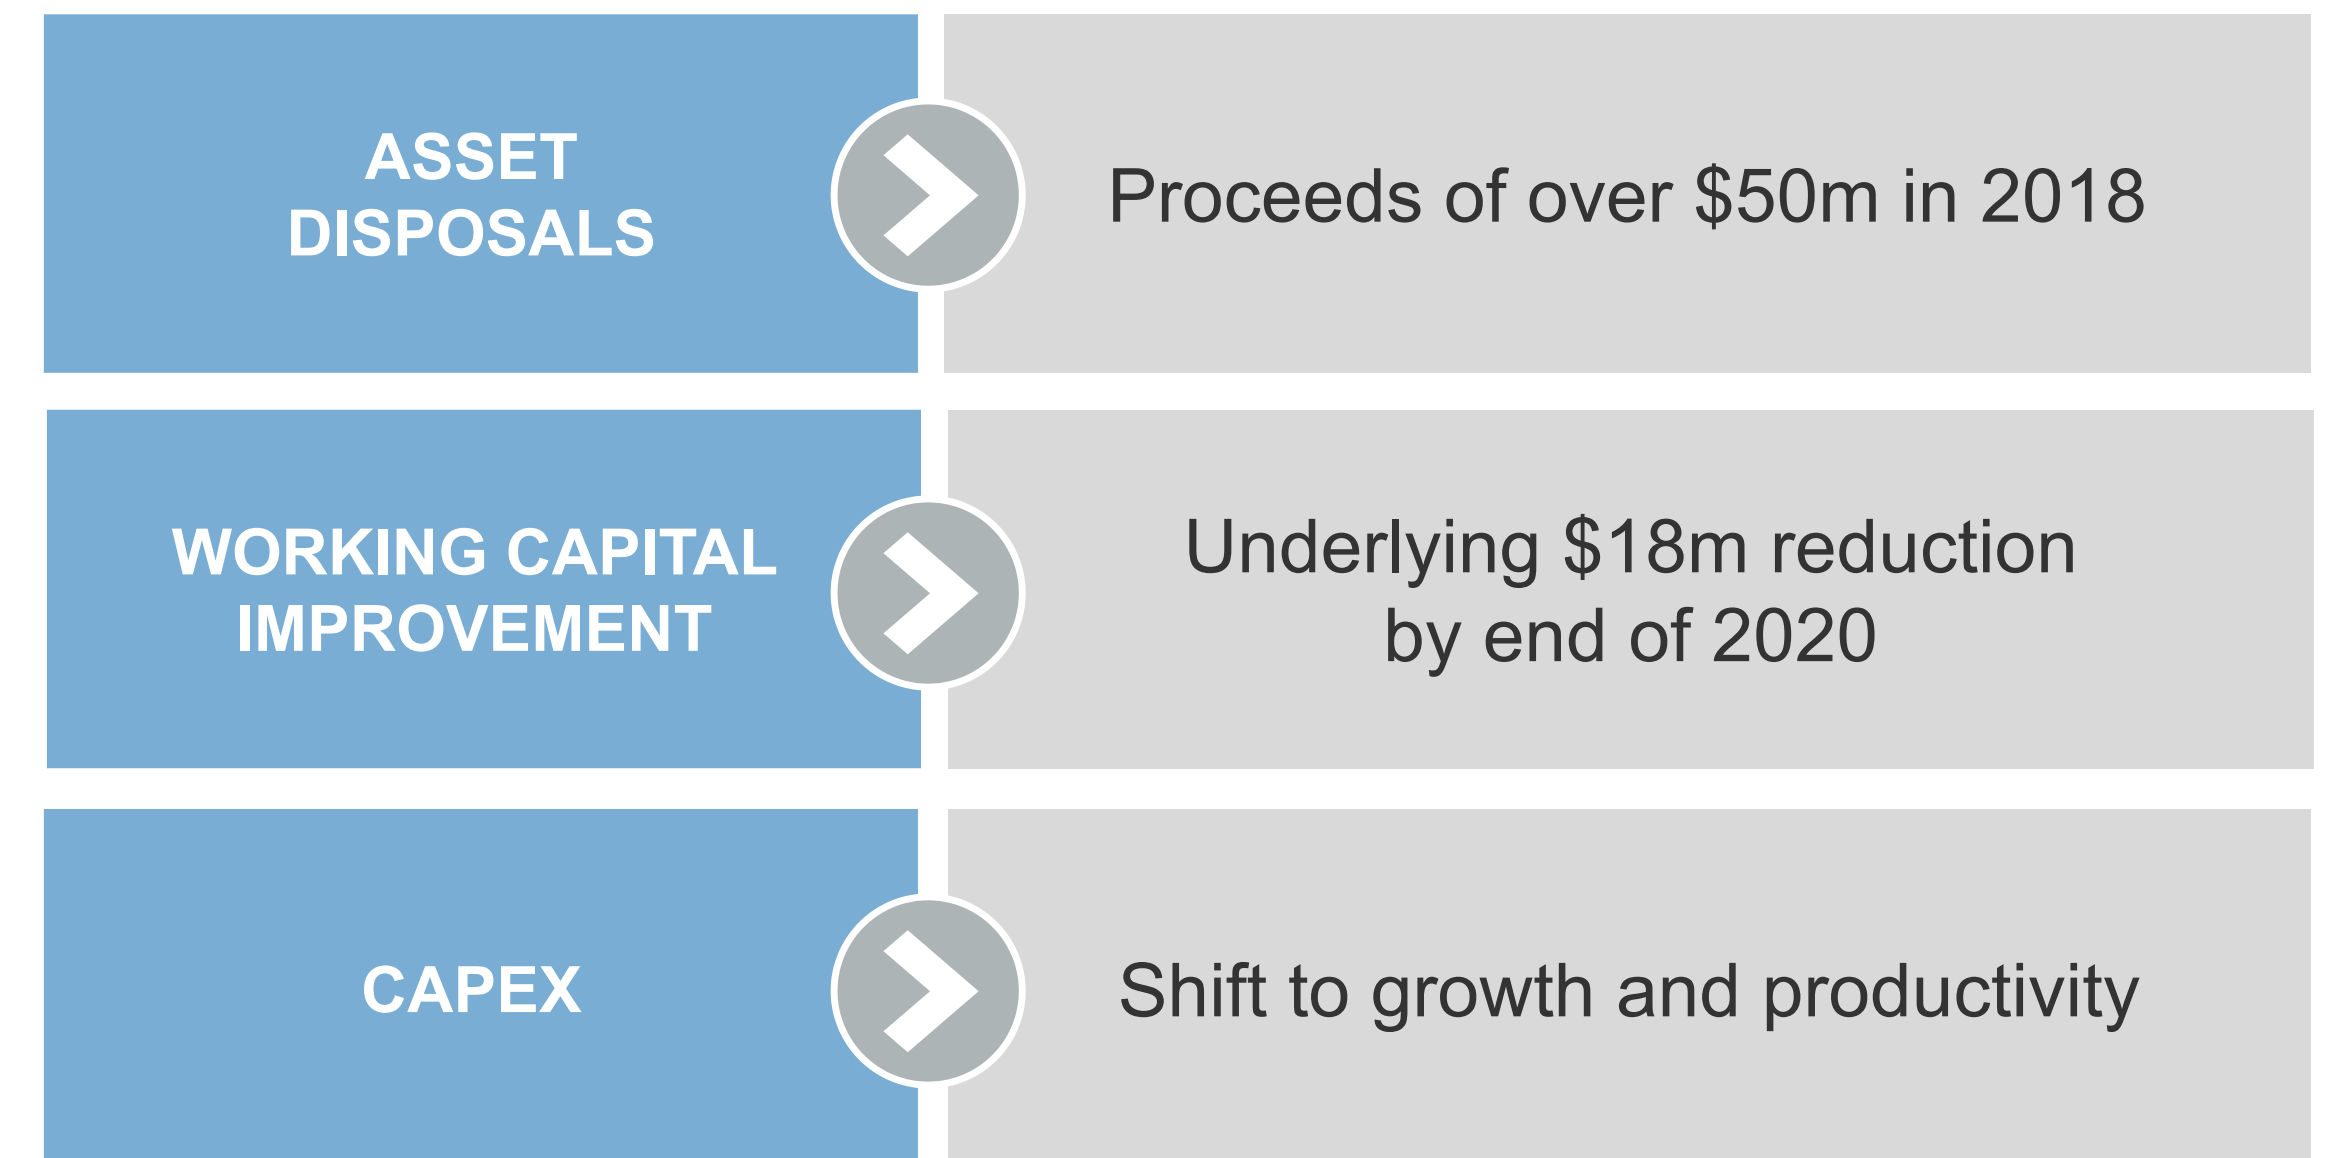 ASSET
DISPOSALS
Proceeds of over $50m in 2018
WORKING CAPITAL
IMPROVEMENT
Underlying $18m reduction
by end of 2020
CAPEX
Shift to growth and productivity